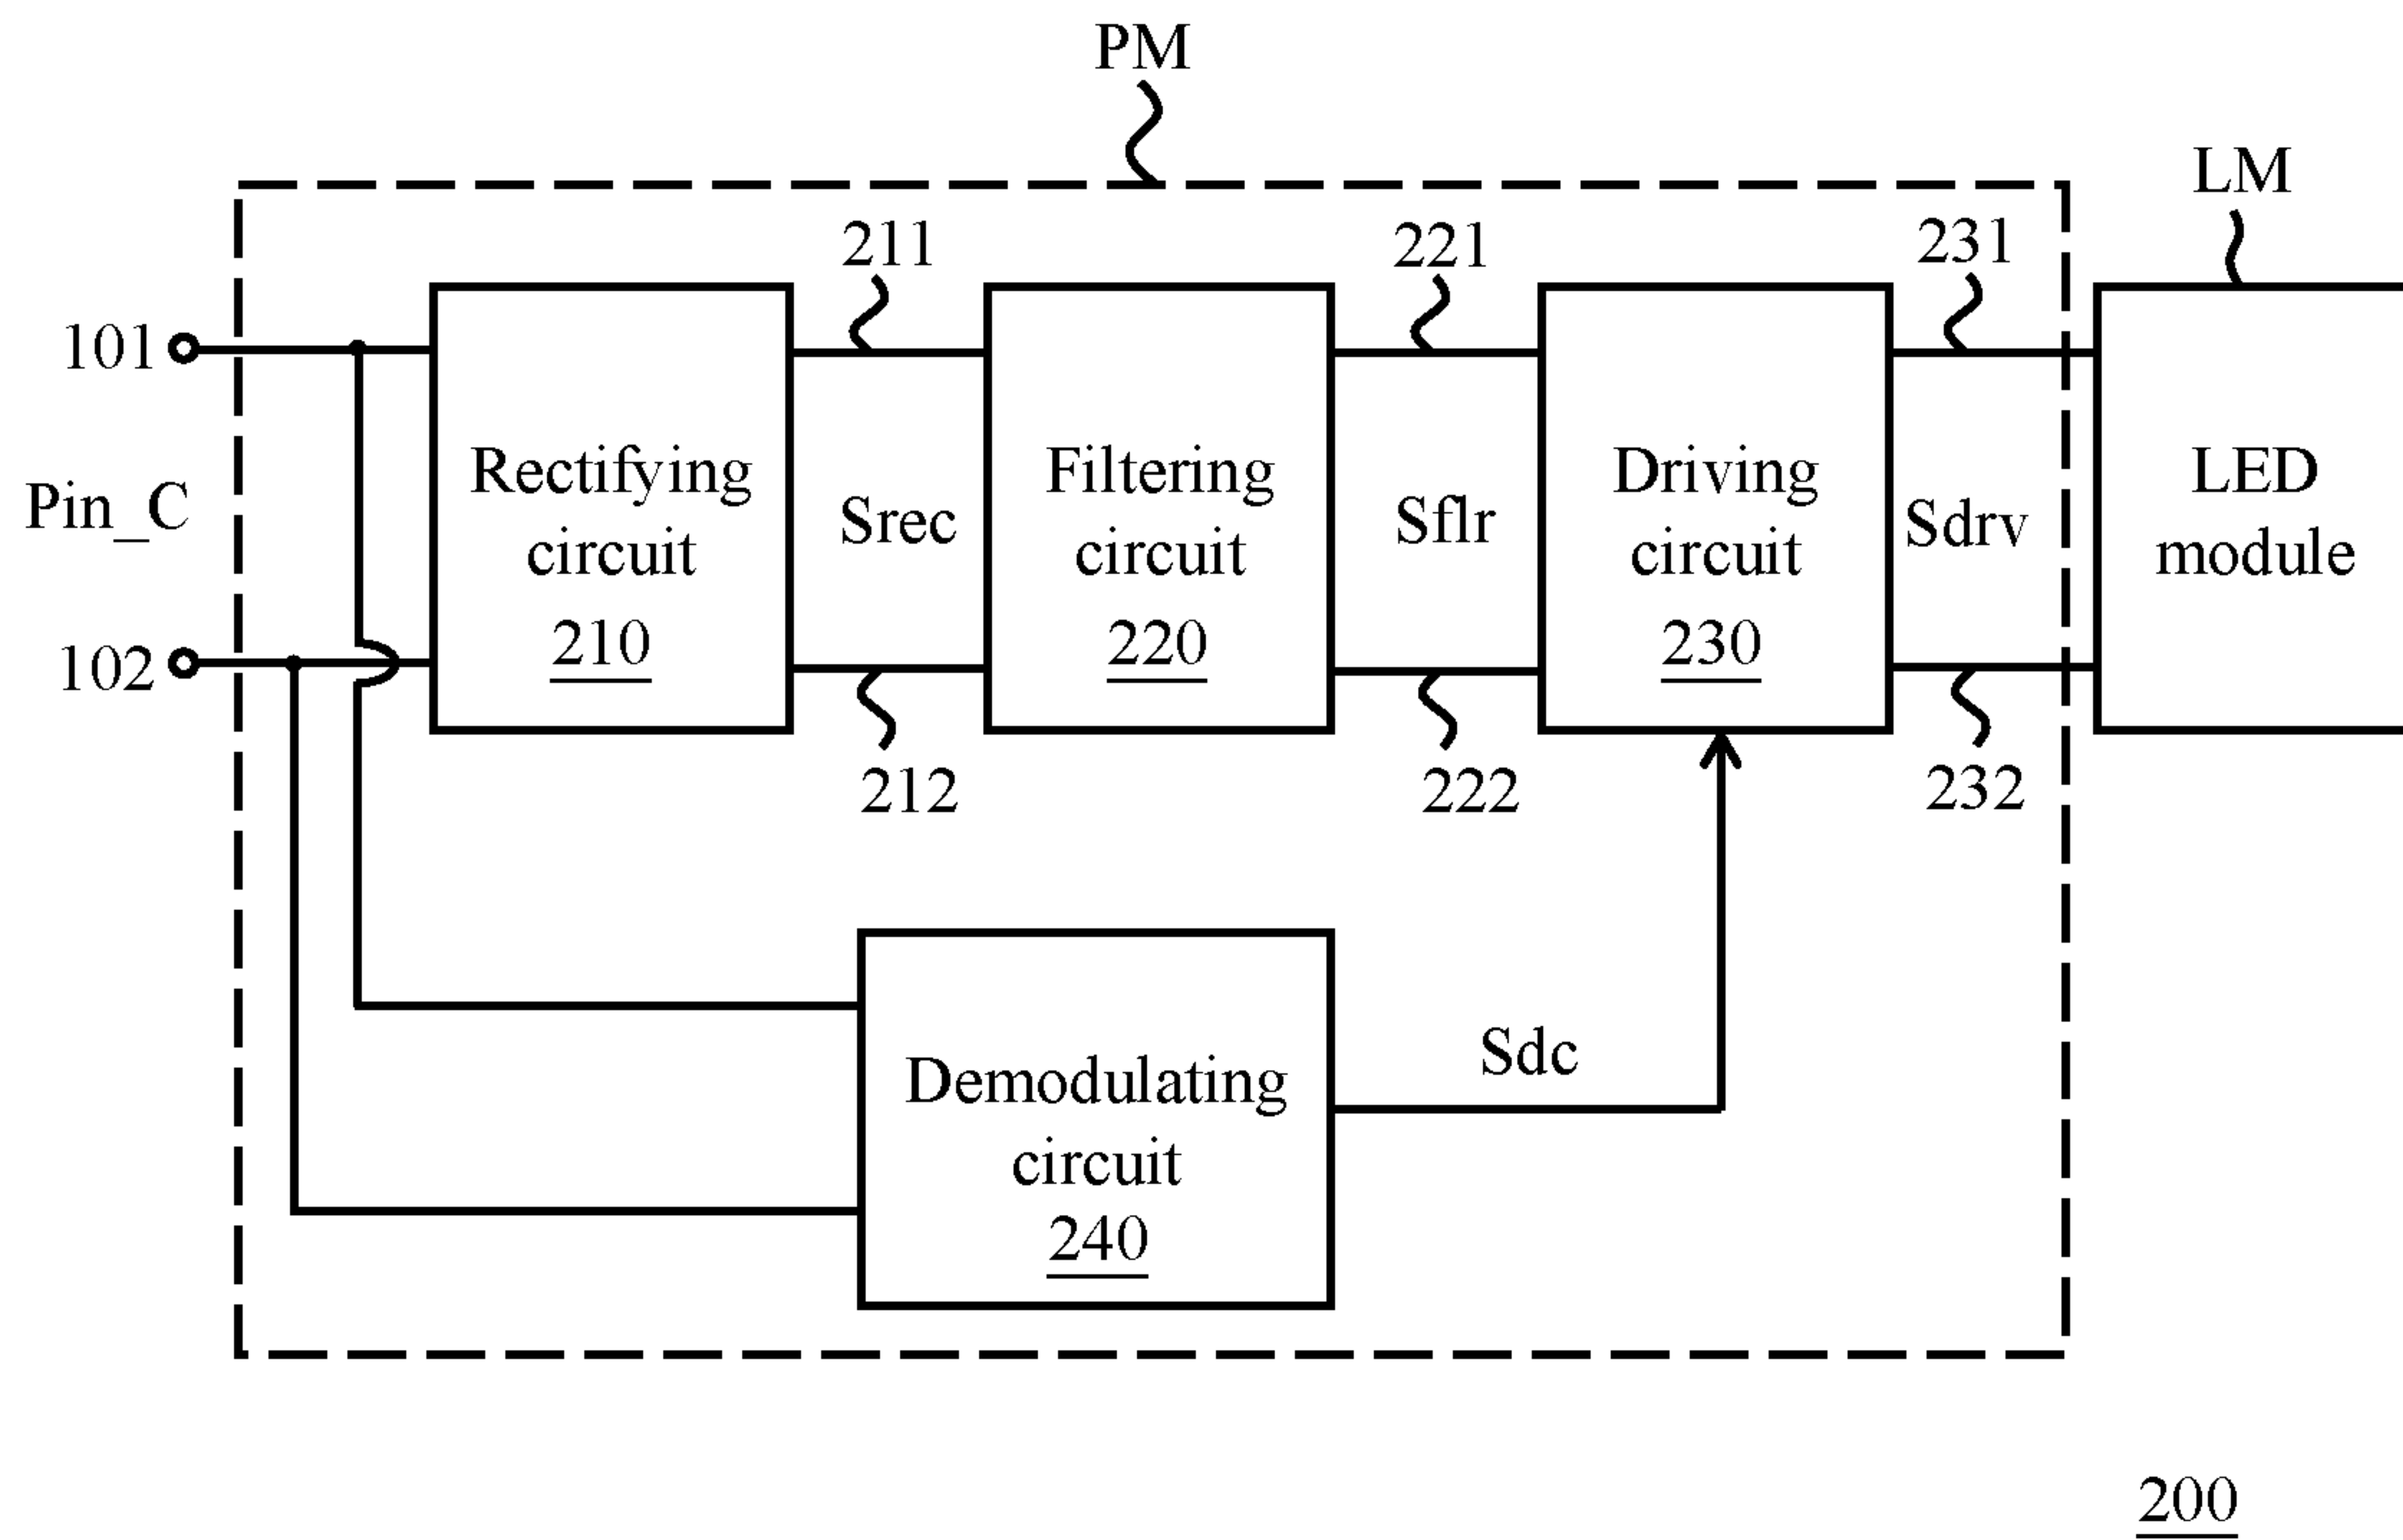 PM
LM
211
221
231
101
Pin_C
102
Rectifying
circuit
210
Srec
Filtering
circuit
220
Sflr
Driving
circuit
230
Sdrv
LED
module
212
222
232
Demodulating
circuit
240
Sdc
200